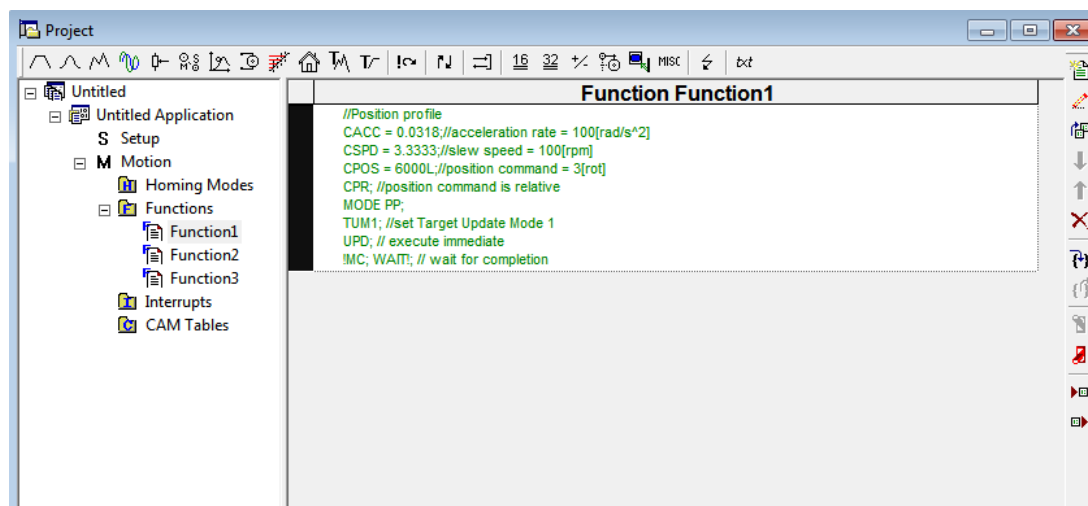 Project
16 32 +/- MISC txt
Untitled
Untitled Application
S Setup
M Motion
Homing Modes
Functions
Function1
Function2
Function3
Interrupts
CAM Tables
Function Function1
//Position profile
CACC = 0.0318;//acceleration rate = 100[rad/s^2]
CSPD = 3.3333;//slew speed = 100[rpm]
CPOS = 6000L;//position command = 3[rot]
CPR; //position command is relative
MODE PP;
TUM1; //set Target Update Mode 1
UPD; // execute immediate
!MC; WAIT!; // wait for completion